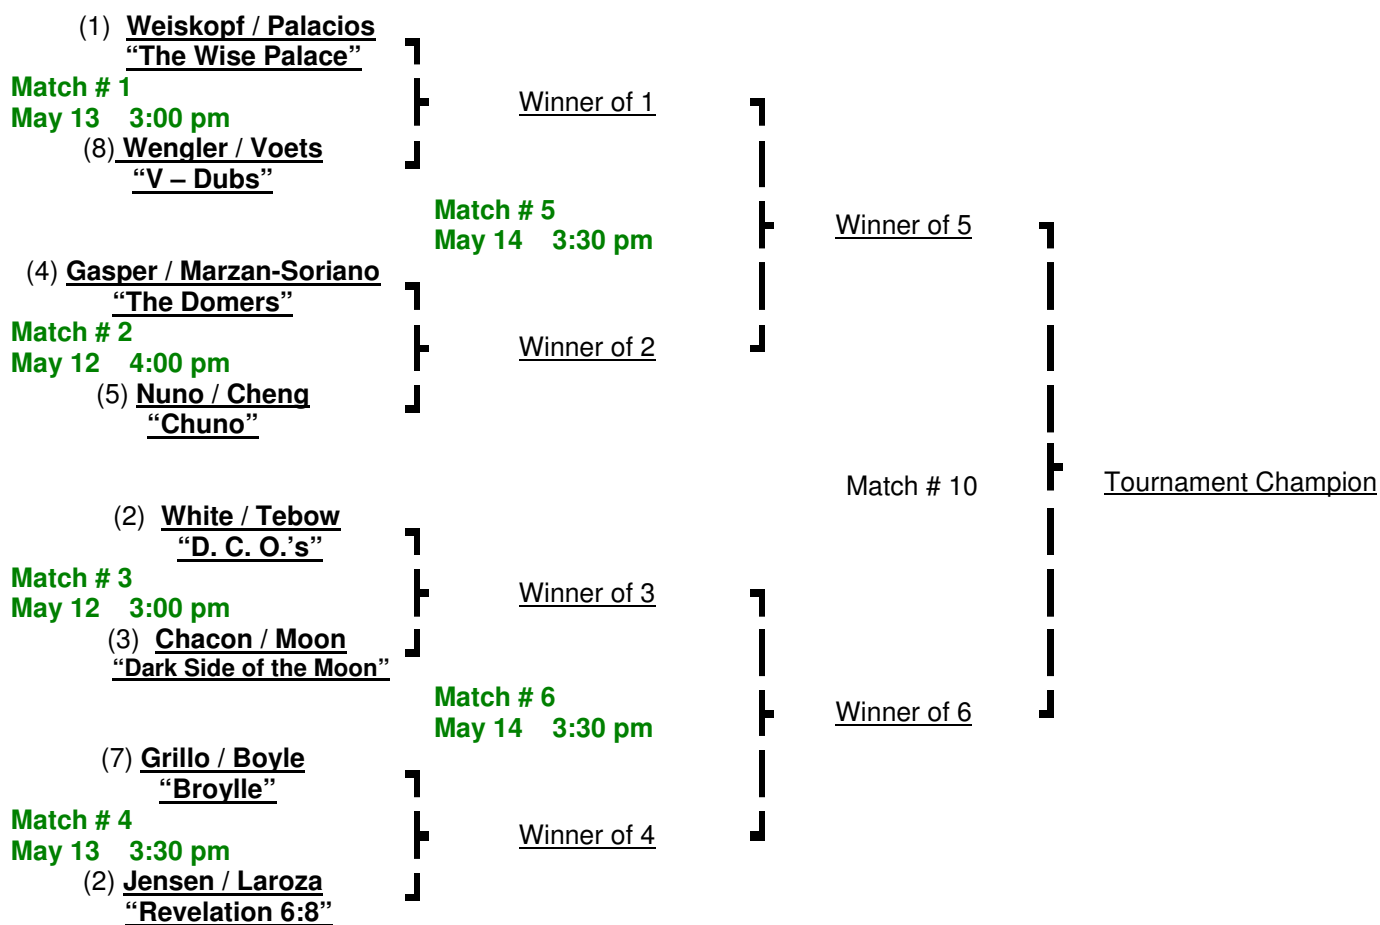 (1) Weiskopf / Palacios
“The Wise Palace”
Match # 1
May 13 3:00 pm
Winner of 1
(8) Wengler / Voets
“V – Dubs”
Match # 5
May 14 3:30 pm
Winner of 5
(4) Gasper / Marzan-Soriano
“The Domers”
Match # 2
May 12 4:00 pm
Winner of 2
(5) Nuno / Cheng
“Chuno”
Match # 10
Tournament Champion
(2) White / Tebow
“D. C. O.’s”
Match # 3
May 12 3:00 pm
Winner of 3
(3) Chacon / Moon
“Dark Side of the Moon”
Match # 6
May 14 3:30 pm
Winner of 6
(7) Grillo / Boyle
“Broylle”
Match # 4
May 13 3:30 pm
Winner of 4
(2) Jensen / Laroza
“Revelation 6:8”